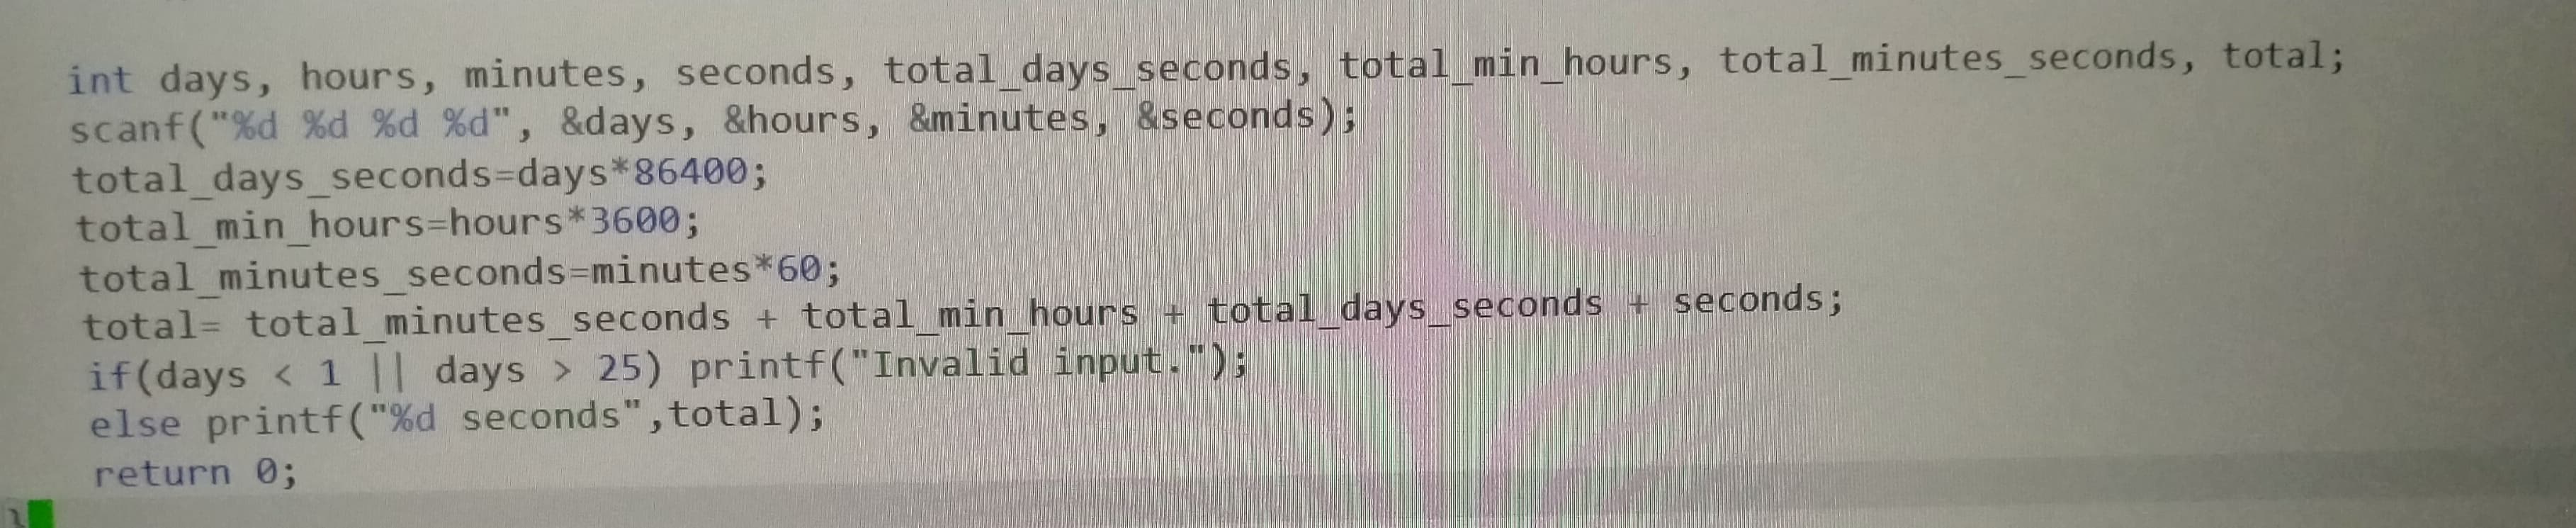 int days, hours, minutes, seconds, total_days_seconds, total_min_hours, total_minutes_seconds, total;
scanf("%d %d %d %d", &days, &hours, &minutes, &seconds);
total_days_seconds=days*86400;
total_min_hours=hours*3600;
total_minutes_seconds=minutes*60;
total= total_minutes_seconds + total_min_hours + total_days_seconds + seconds;
if(days < 1 || days > 25) printf("Invalid input.");
else printf("%d seconds",total);
return 0;
}